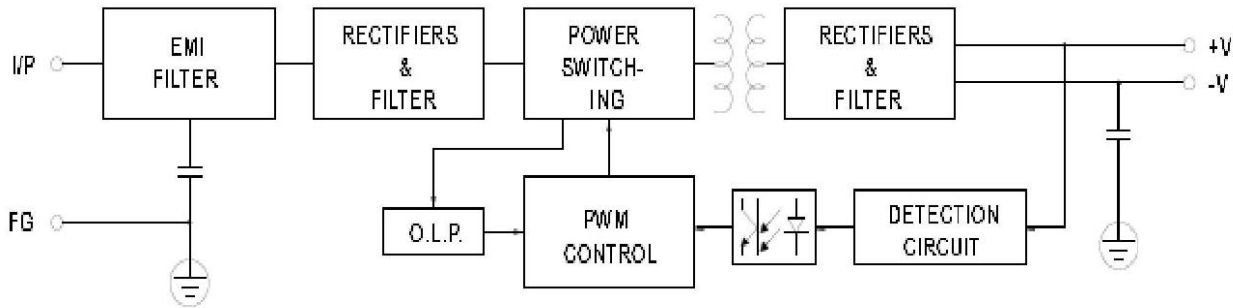 I/P
EMI
FILTER
RECTIFIERS
&
FILTER
POWER
SWITCH-
ING
RECTIFIERS
&
FILTER
+V
-V
FG
O.L.P.
PWM
CONTROL
DETECTION
CIRCUIT